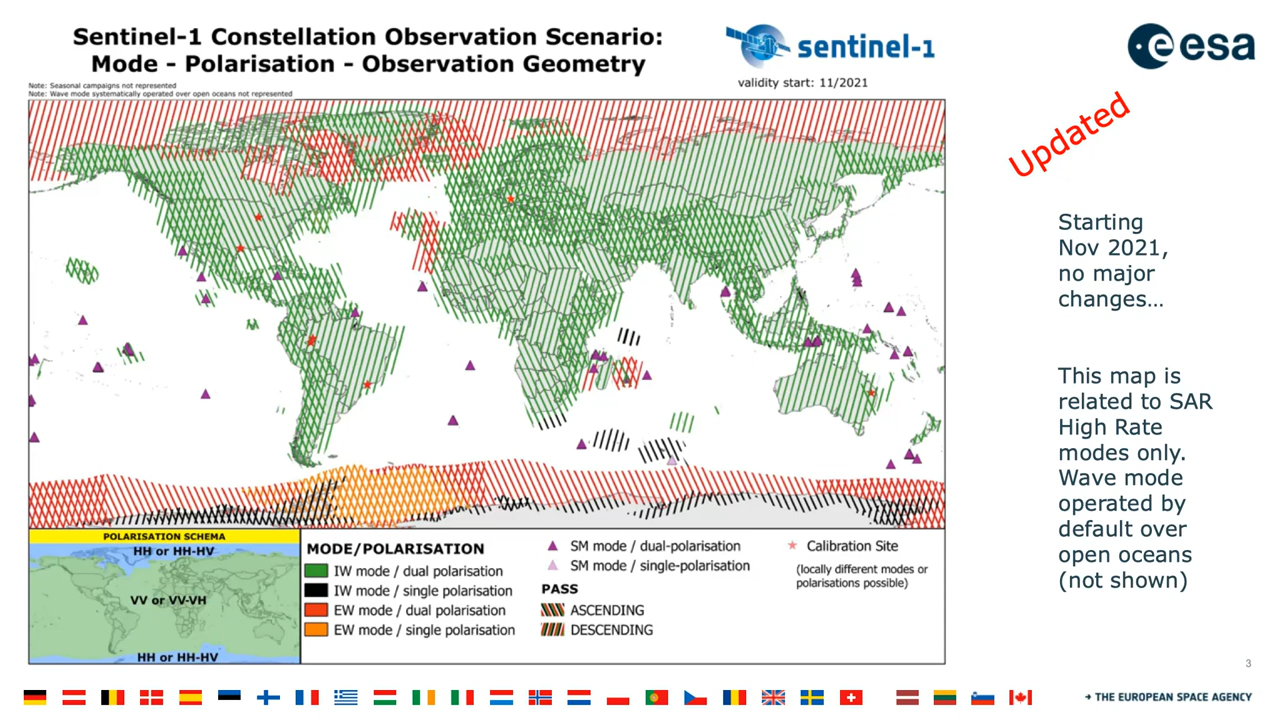 Sentinel-1 Constellation Observation Scenario:
Mode - Polarisation - Observation Geometry
sentinel-1
validity start: 11/2021
esa
Note: Seasonal campaigns not represented
Note: Wave mode systematically operated over open oceans not represented
Updated
Starting
Nov 2021,
no major
changes...
This map is
related to SAR
High Rate
modes only.
Wave mode
operated by
default over
open oceans
(not shown)
POLARISATION SCHEMA
HH or HH-HV
VV or VV-VH
HH or HH-HV
MODE/POLARISATION
IW mode / dual polarisation
IW mode / single polarisation
EW mode / dual polarisation
EW mode / single polarisation
SM mode / dual-polarisation
SM mode / single-polarisation
PASS
ASCENDING
DESCENDING
Calibration Site
(locally different modes or
polarisations possible)
3
→ THE EUROPEAN SPACE AGENCY